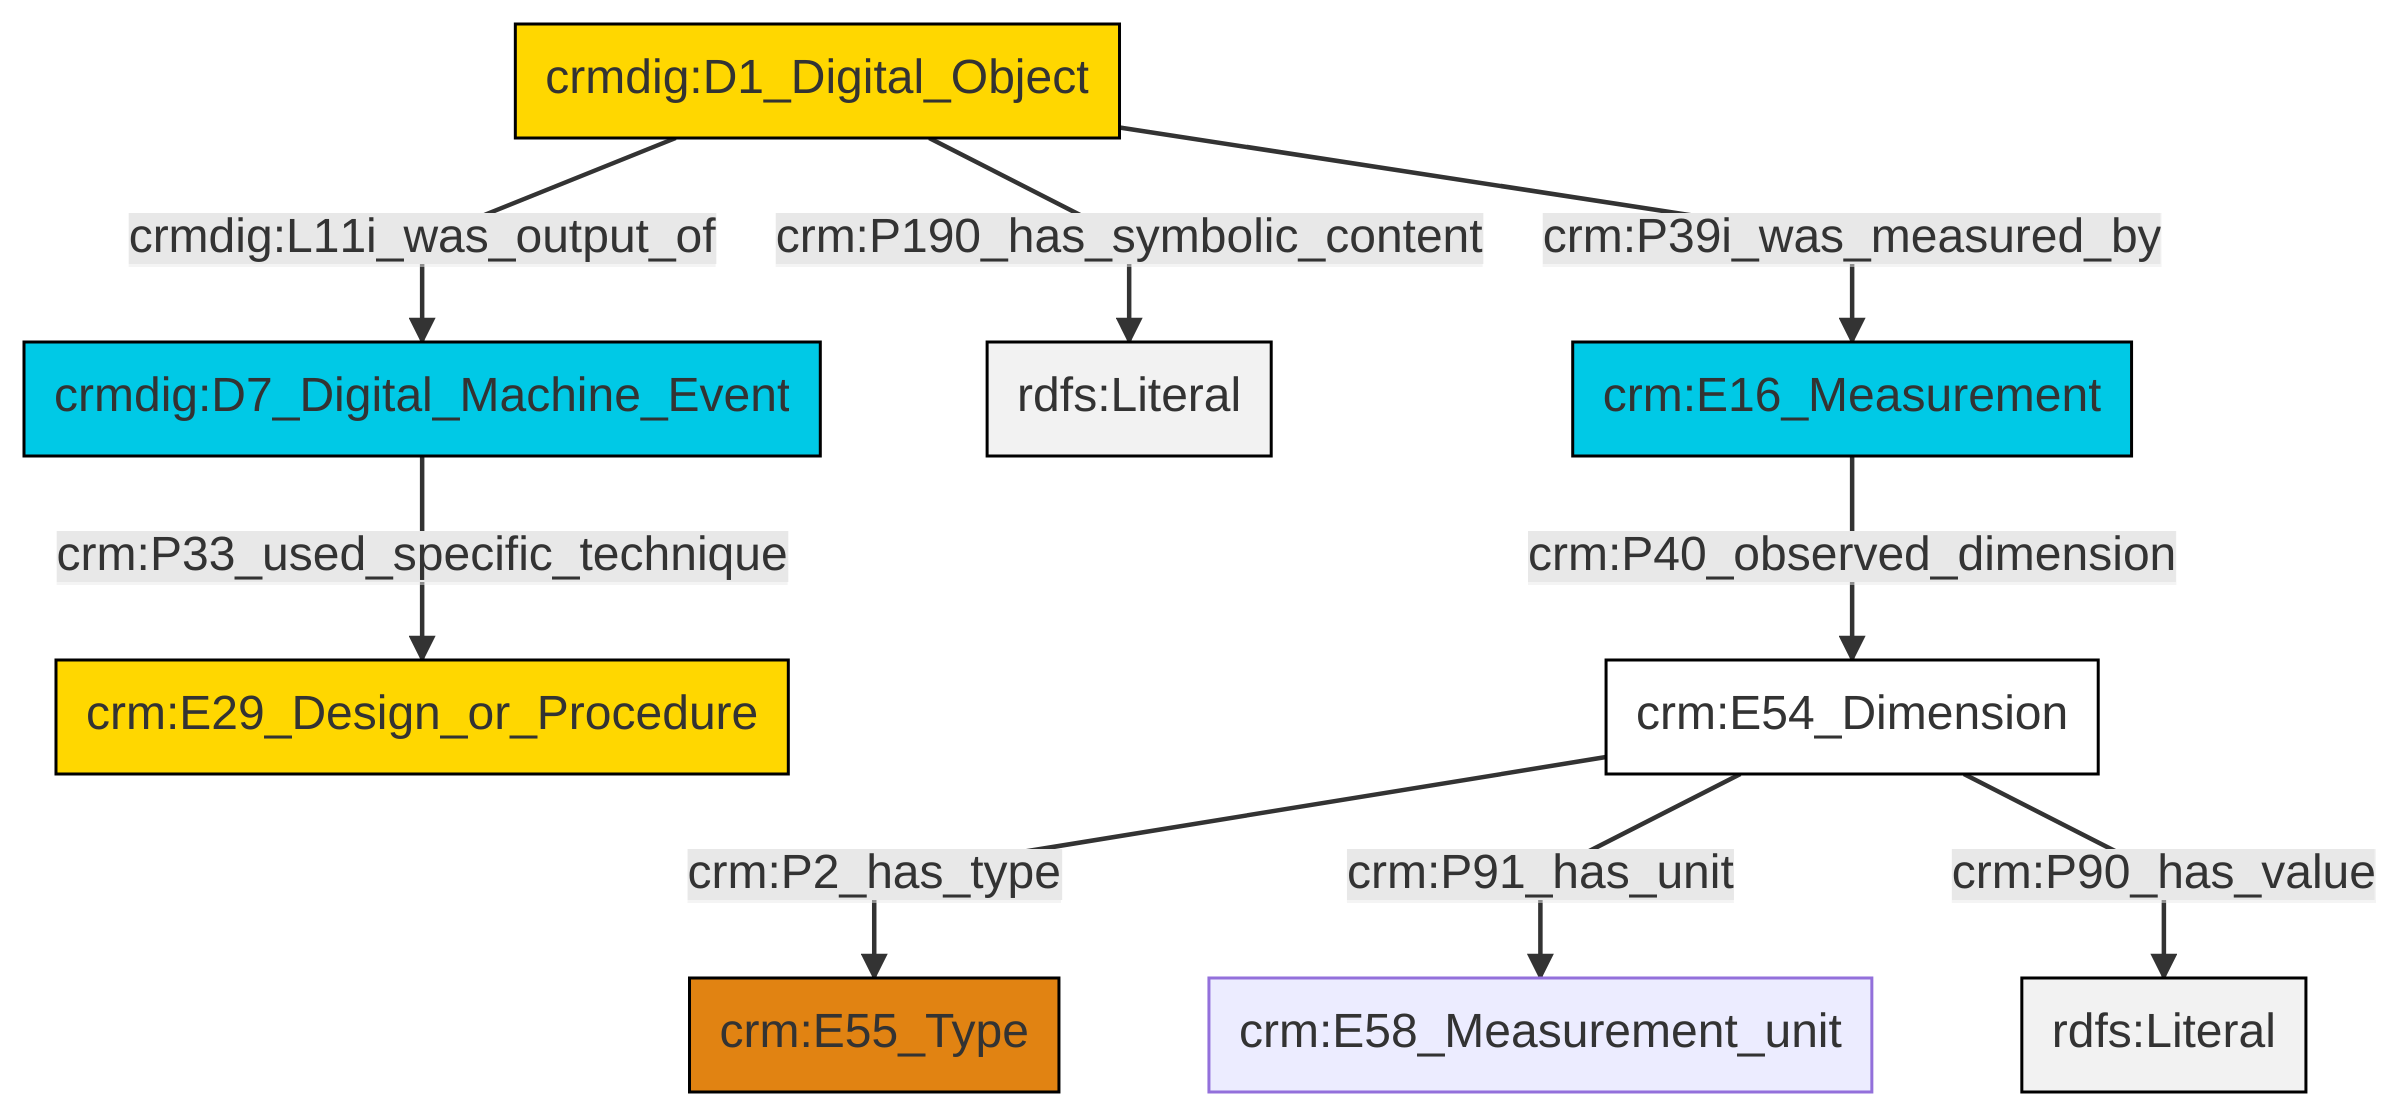 crmdig:D1_Digital_Object
crmdig:L11i_was_output_of
crm:P190_has_symbolic_content
crm:P39i_was_measured_by
crmdig:D7_Digital_Machine_Event
rdfs:Literal
crm:E16_Measurement
crm:P33_used_specific_technique
crm:P40_observed_dimension
crm:E29_Design_or_Procedure
crm:E54_Dimension
crm:P2_has_type
crm:P91_has_unit
crm:P90_has_value
crm:E55_Type
crm:E58_Measurement_unit
rdfs:Literal